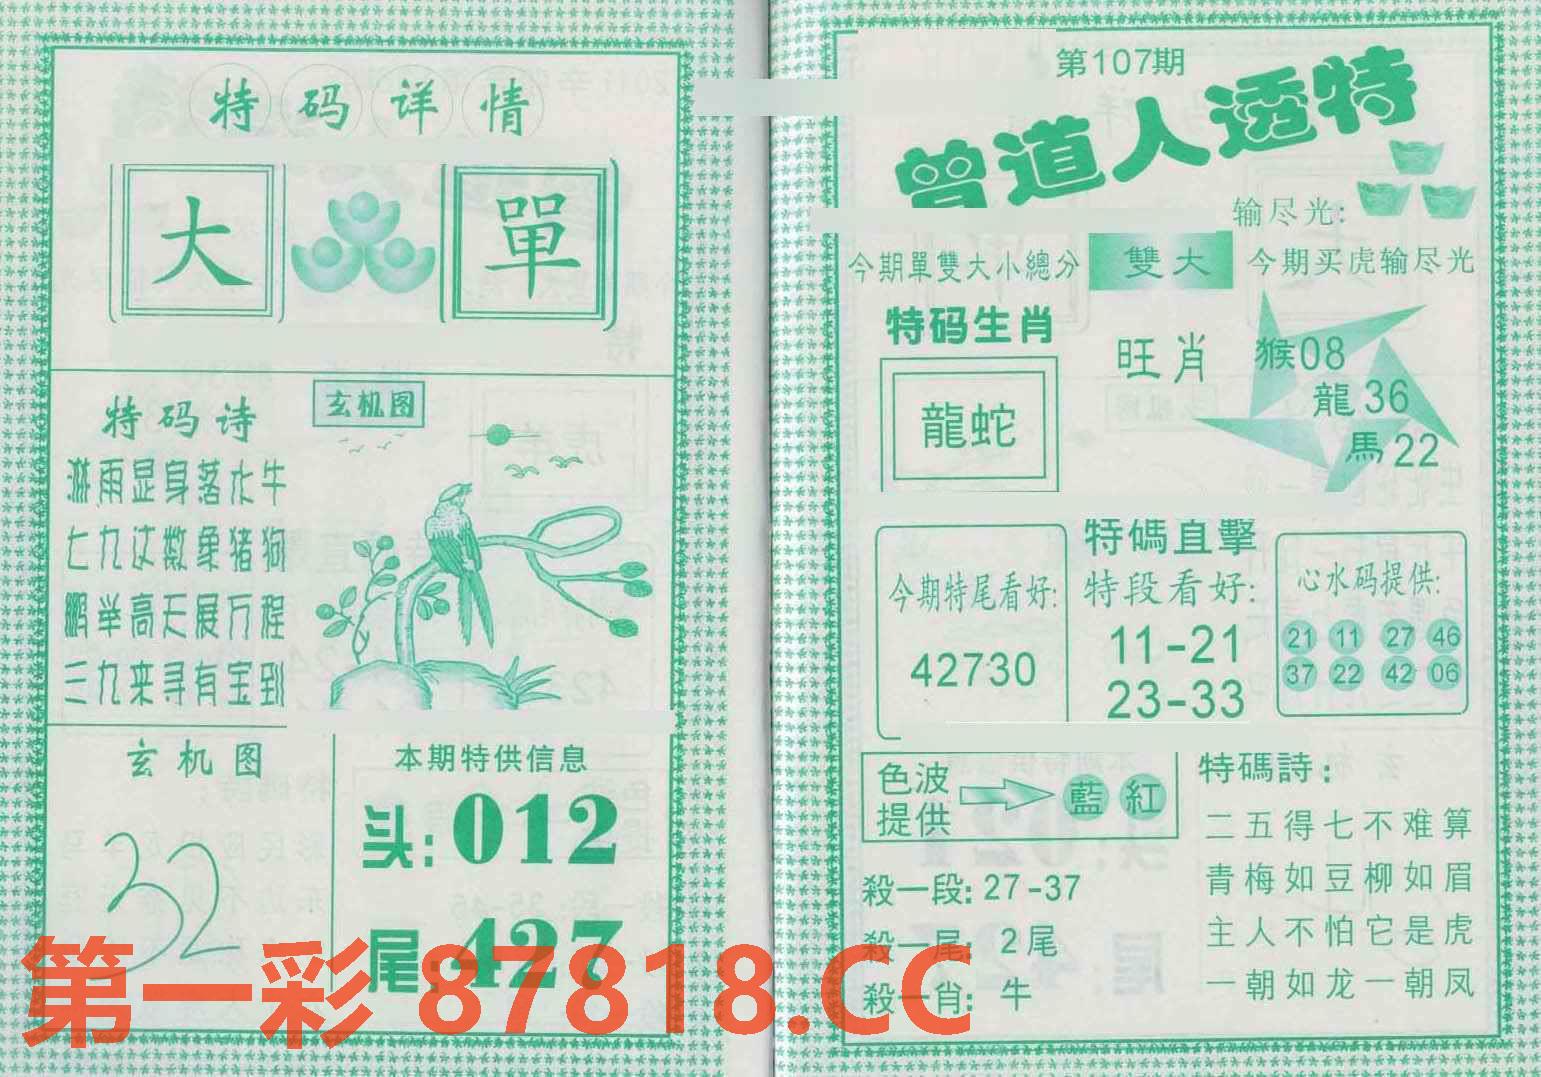 特码详情
大 單
特码诗
淋雨显身落水牛
七九这数象猪狗
鹏举高天展万程
三九来寻有宝到
玄机图
玄机图
32
本期特供信息
头:012
尾:427
第107期
曾道人透特
输尽光:
今期买虎输尽光
今期單雙大小總分
雙大
特码生肖
龍蛇
旺肖
猴08
龍36
馬22
今期特尾看好:
42730
特碼直擊
特段看好:
11-21
23-33
心水码提供:
21 11 27 46
37 22 42 06
色波
提供
藍 紅
殺一段:27-37
殺一尾:2尾
殺一肖:牛
特碼詩:
二五得七不难算
青梅如豆柳如眉
主人不怕它是虎
一朝如龙一朝凤
第一彩 87818.CC